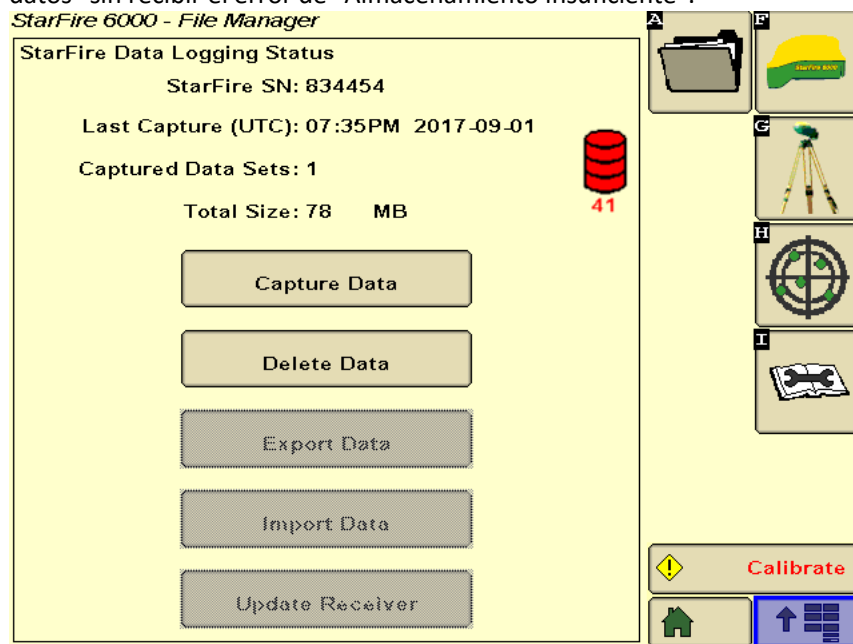 datos" sin recibir el error de "Almacenamiento insuficiente".
StarFire 6000 - File Manager
StarFire Data Logging Status
StarFire SN: 834454
Last Capture (UTC): 07:35PM 2017-09-01
Captured Data Sets: 1
41
Total Size: 78 MB
Capture Data
Delete Data
Export Data
Import Data
Update Receiver
A
F
STARFIRE 6000
G
H
I
Calibrate